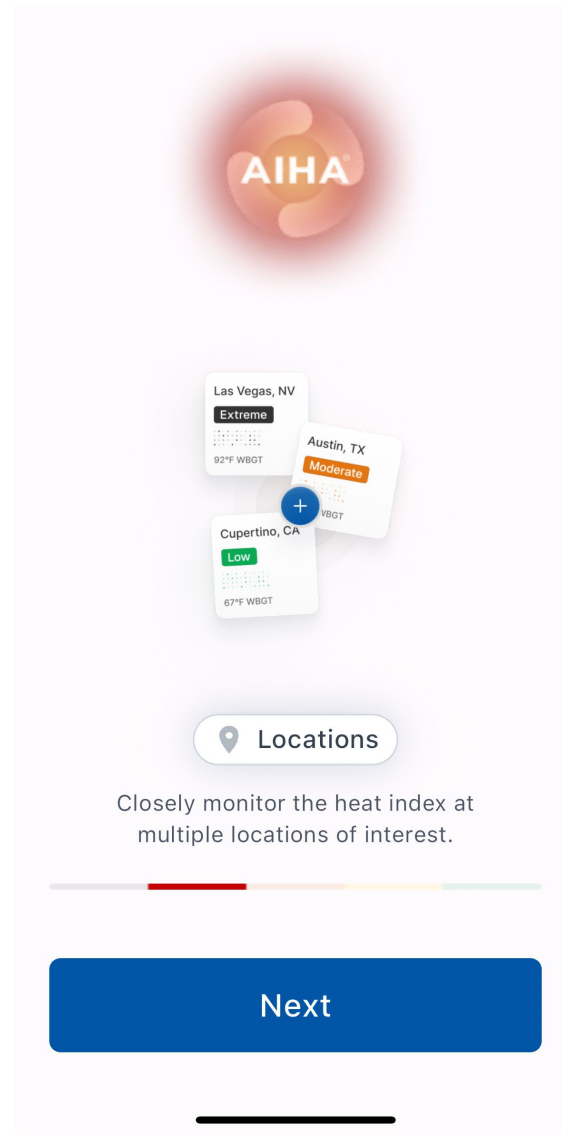 AIHA®
Las Vegas, NV
Extreme
92°F WBGT
Austin, TX
Moderate
WBGT
Cupertino, CA
Low
67°F WBGT
Locations
Closely monitor the heat index at
multiple locations of interest.
Next